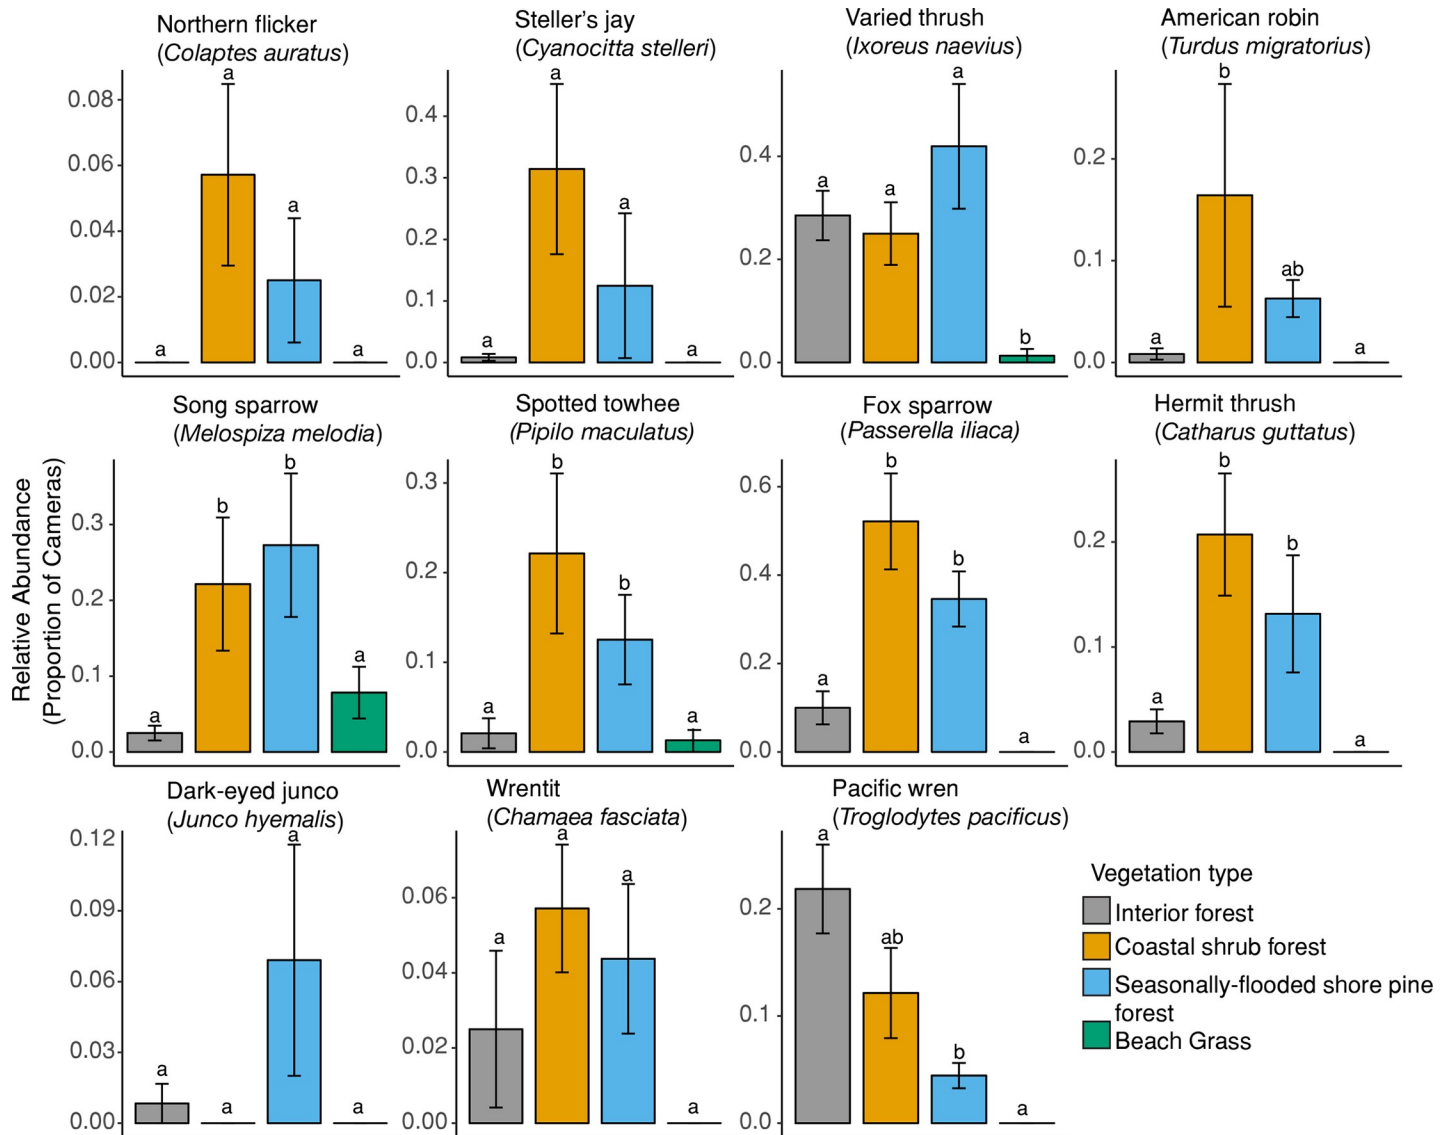 Northern flicker
(Colaptes auratus)
Steller's jay
(Cyanocitta stelleri)
Varied thrush
(Ixoreus naevius)
American robin
(Turdus migratorius)
0.08
0.06
0.04
0.02
0.00
a
a
a
a
0.4
0.3
0.2
0.1
0.0
a
a
a
a
0.4
0.2
0.0
a
a
a
b
0.2
0.1
0.0
a
b
ab
a
Relative Abundance
(Proportion of Cameras)
Song sparrow
(Melospiza melodia)
Spotted towhee
(Pipilo maculatus)
Fox sparrow
(Passerella iliaca)
Hermit thrush
(Catharus guttatus)
0.3
0.2
0.1
0.0
a
b
b
a
0.3
0.2
0.1
0.0
a
b
b
a
0.6
0.4
0.2
0.0
a
b
b
a
0.2
0.1
0.0
a
b
b
a
Dark-eyed junco
(Junco hyemalis)
Wrentit
(Chamaea fasciata)
Pacific wren
(Troglodytes pacificus)
0.12
0.09
0.06
0.03
0.00
a
a
a
a
0.06
0.04
0.02
0.00
a
a
a
a
0.2
0.1
0.0
a
ab
b
a
Vegetation type
Interior forest
Coastal shrub forest
Seasonally-flooded shore pine
forest
Beach Grass